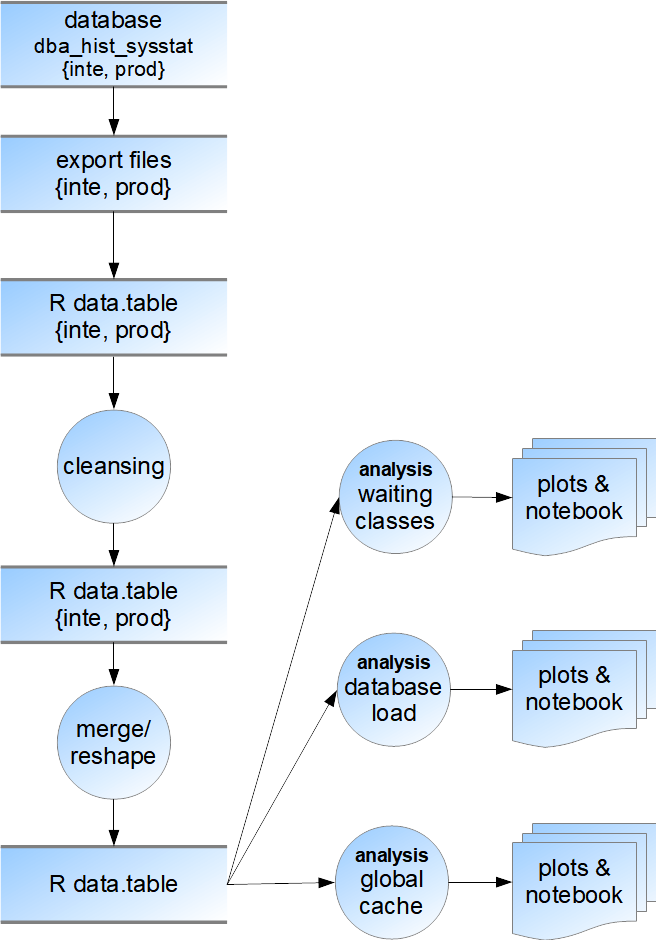 database
dba_hist_sysstat
{inte, prod}
export files
{inte, prod}
R data.table
{inte, prod}
cleansing
R data.table
{inte, prod}
merge/
reshape
R data.table
analysis
waiting
classes
plots &
notebook
analysis
database
load
plots &
notebook
analysis
global
cache
plots &
notebook